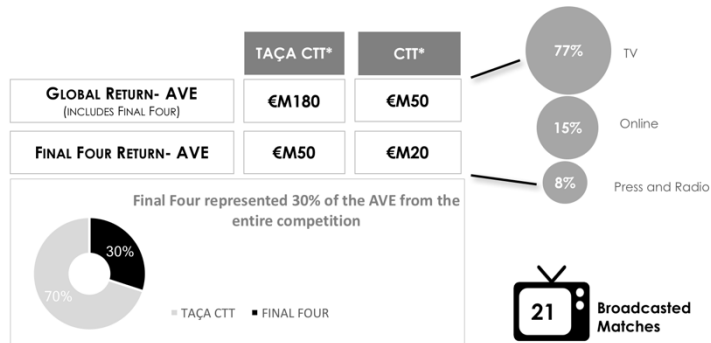 TAÇA CTT*
CTT*
GLOBAL RETURN- AVE
(INCLUDES FINAL FOUR)
€M180
€M50
FINAL FOUR RETURN- AVE
€M50
€M20
77%
TV
15%
Online
8%
Press and Radio
Final Four represented 30% of the AVE from the
entire competition
30%
70%
TAÇA CTT
FINAL FOUR
21
Broadcasted
Matches